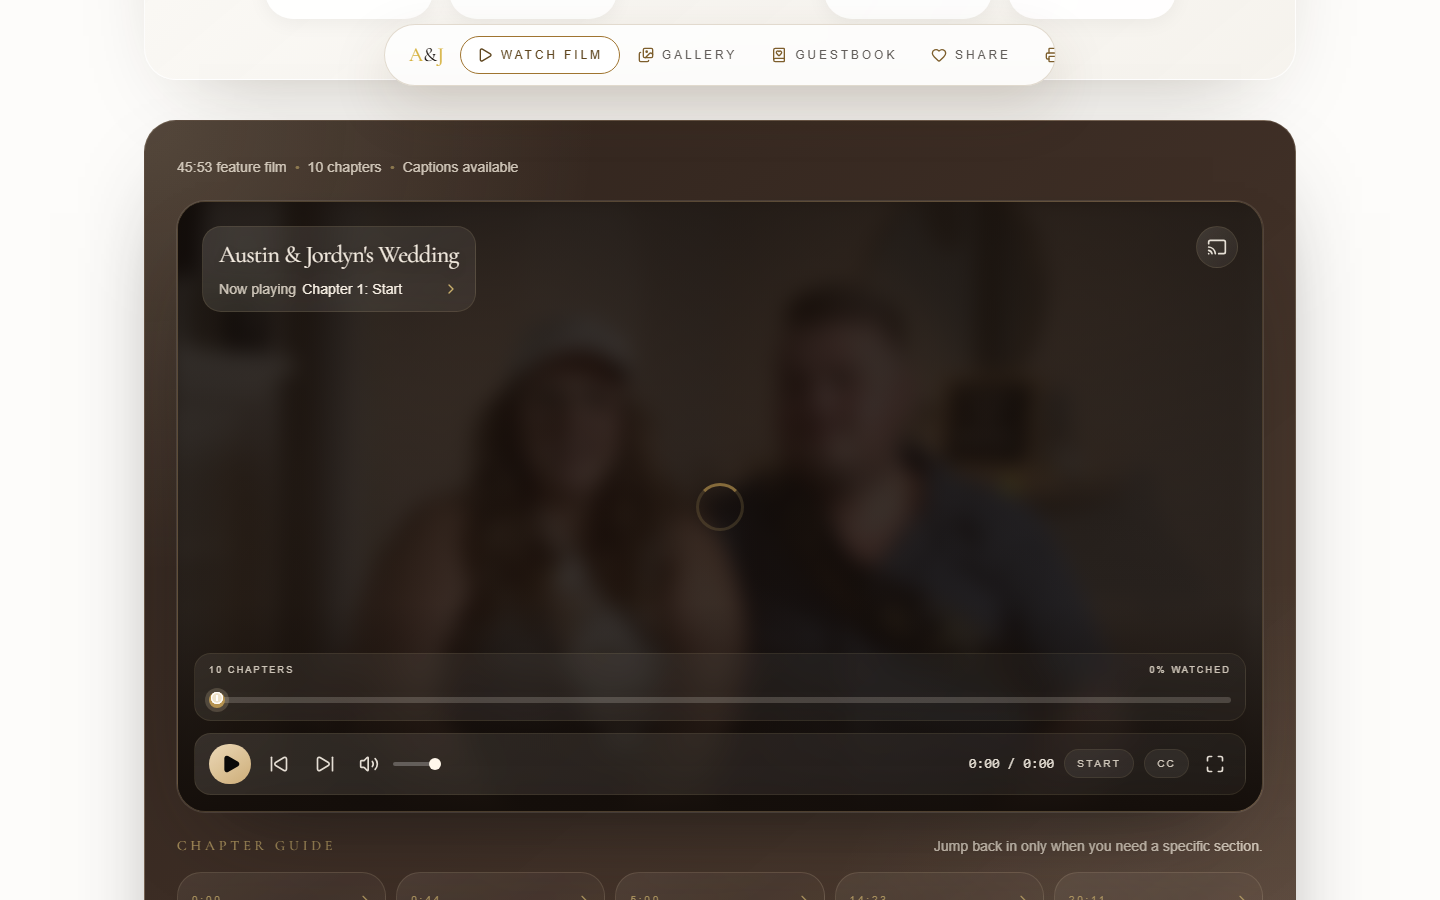 A&J
WATCH FILM
GALLERY
GUESTBOOK
SHARE
45:53 feature film • 10 chapters • Captions available
Austin & Jordyn's Wedding
Now playing Chapter 1: Start
10 CHAPTERS
0% WATCHED
0:00 / 0:00
START
CC
CHAPTER GUIDE
Jump back in only when you need a specific section.